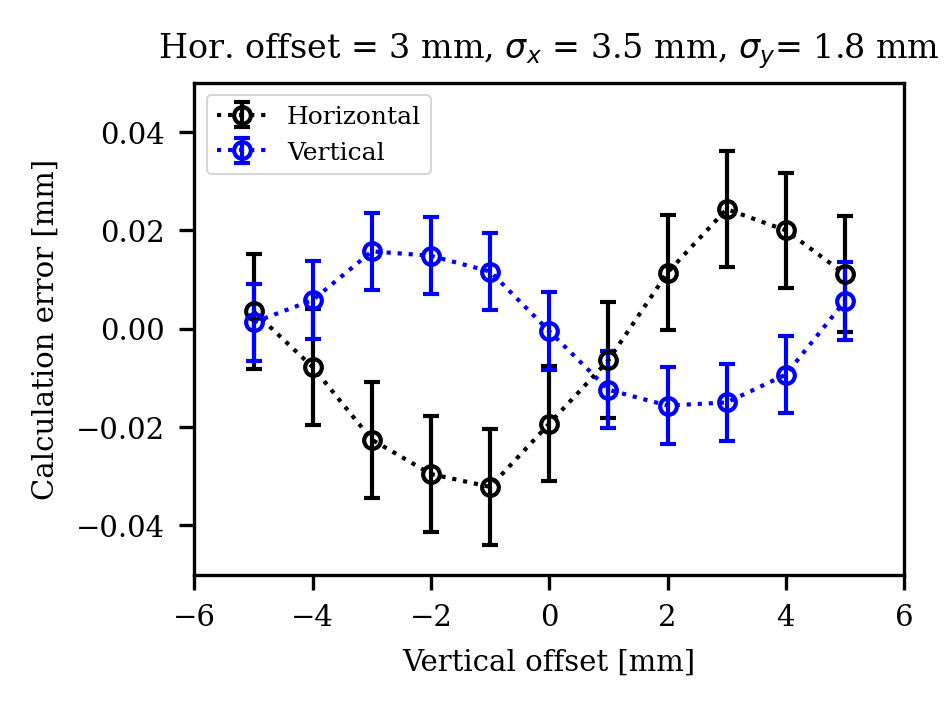 Hor. offset = 3 mm, σx = 3.5 mm, σy= 1.8 mm
Horizontal
Vertical
Calculation error [mm]
0.04
0.02
0.00
−0.02
−0.04
−6 −4 −2 0 2 4 6
Vertical offset [mm]